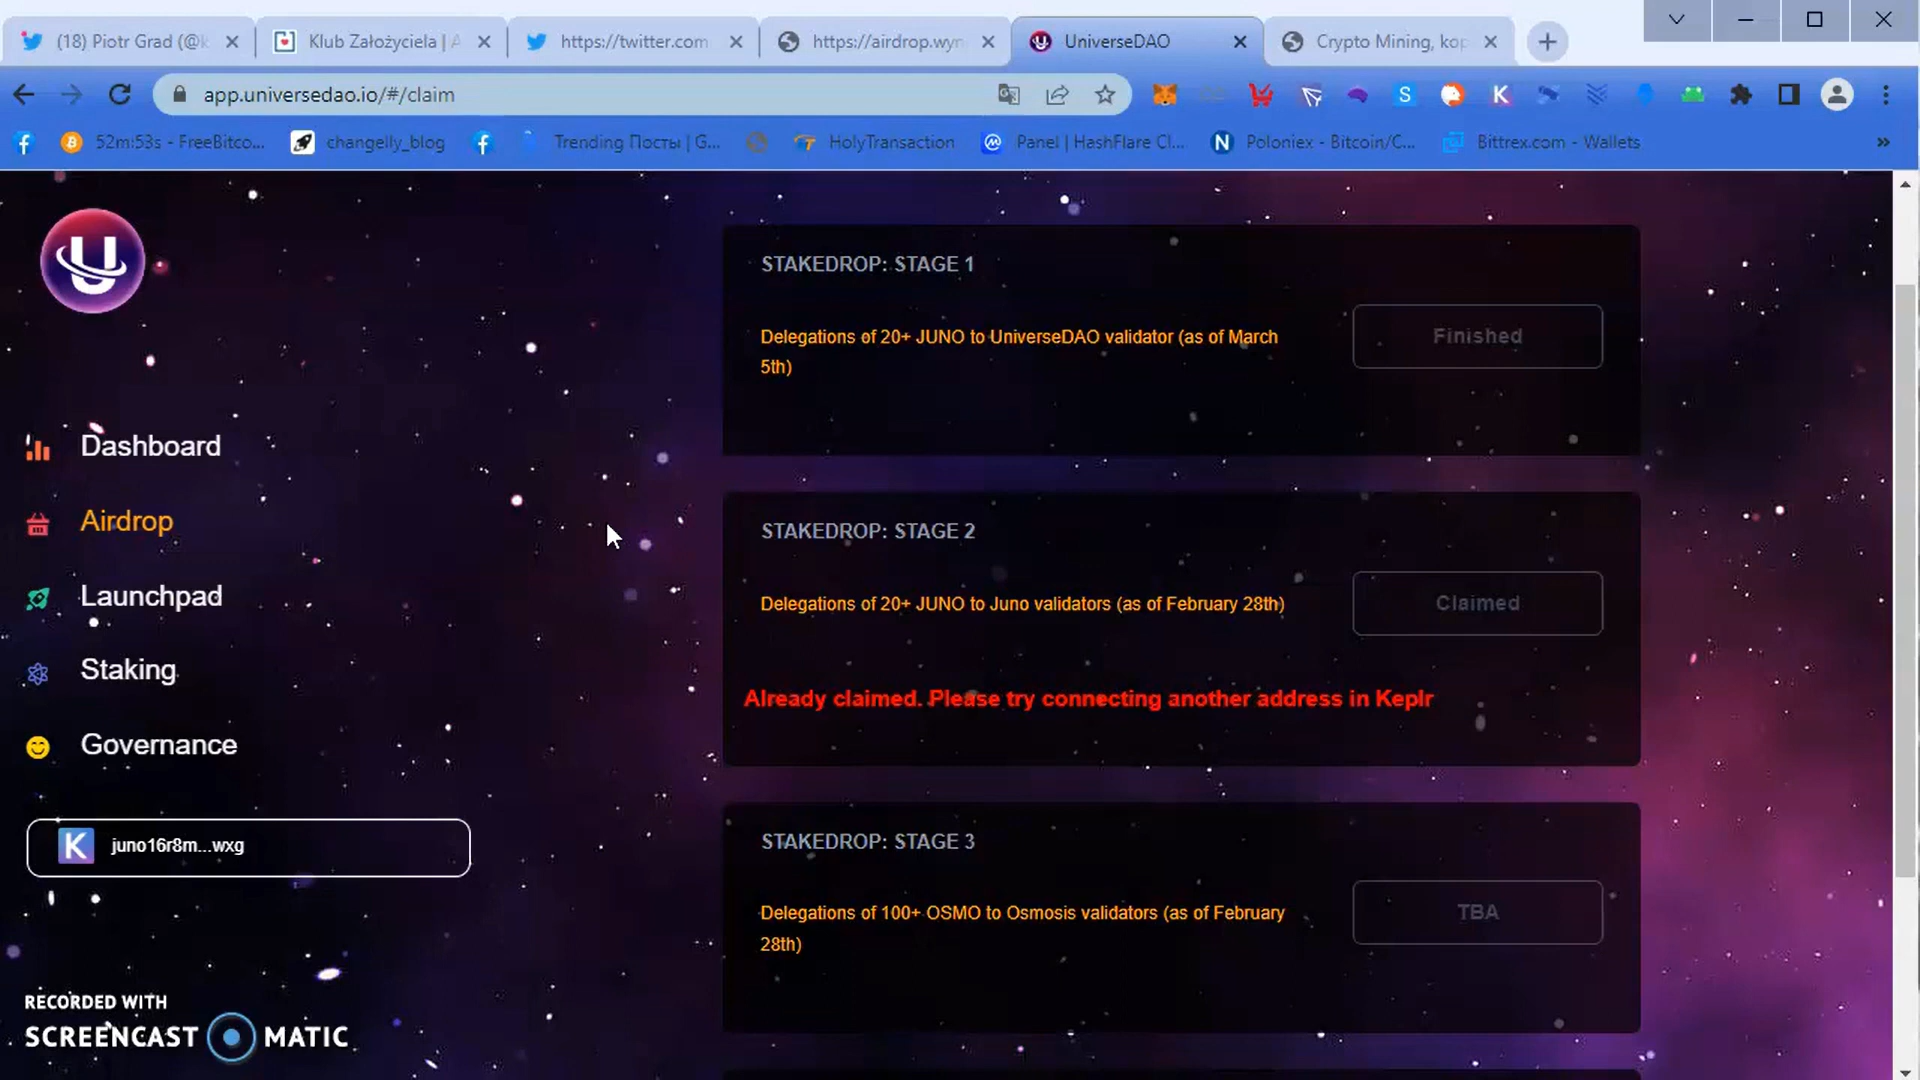 (18) Piotr Grad (@k
Klub Założyciela | A
https://twitter.com
https://airdrop.wyn
UniverseDAO
Crypto Mining, kop
app.universedao.io/#/claim
52m:53s - FreeBitco...
changelly_blog
Trending Посты | G...
HolyTransaction
Panel | HashFlare Cl...
Poloniex - Bitcoin/C...
Bittrex.com - Wallets
STAKEDROP: STAGE 1
Delegations of 20+ JUNO to UniverseDAO validator (as of March
5th)
Finished
Dashboard
Airdrop
Launchpad
Staking
Governance
K juno16r8m...wxg
STAKEDROP: STAGE 2
Delegations of 20+ JUNO to Juno validators (as of February 28th)
Claimed
Already claimed. Please try connecting another address in Keplr
STAKEDROP: STAGE 3
Delegations of 100+ OSMO to Osmosis validators (as of February
28th)
TBA
RECORDED WITH
SCREENCAST MATIC